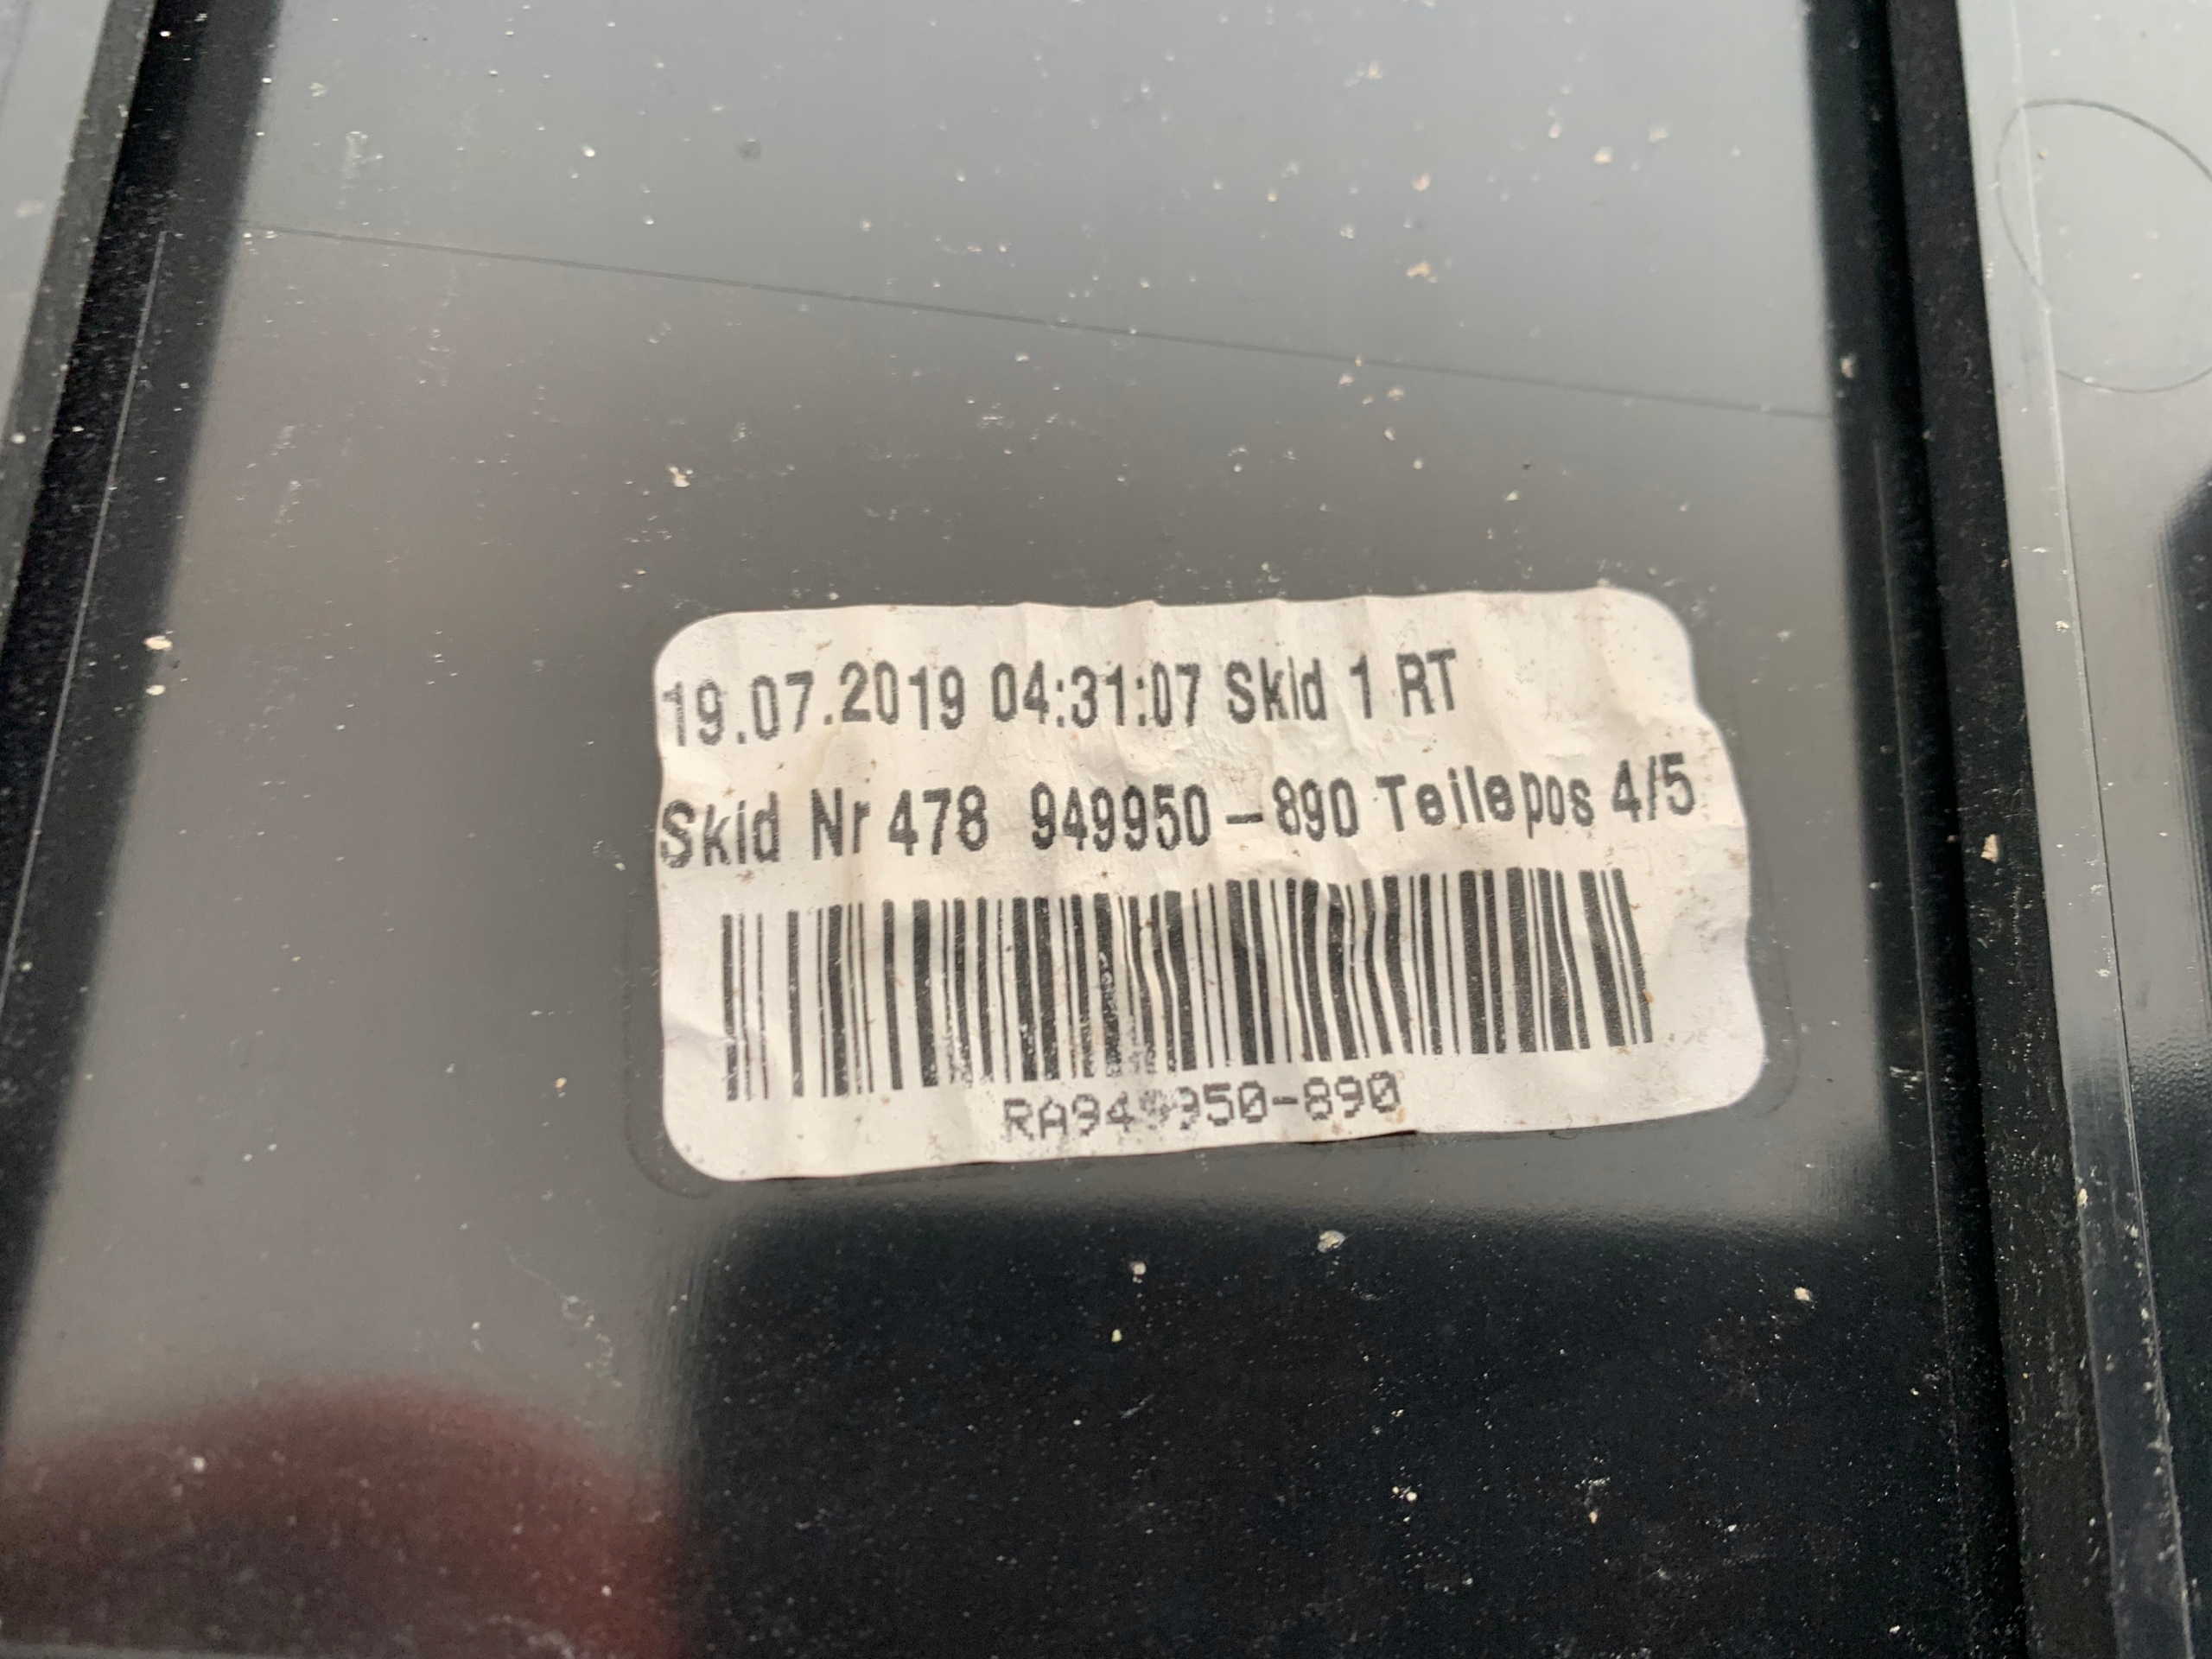 19.07.2019 04:31:07 Skid 1 RT
Skid Nr 478 949950-890 Teilepos 4/5
RA949950-890